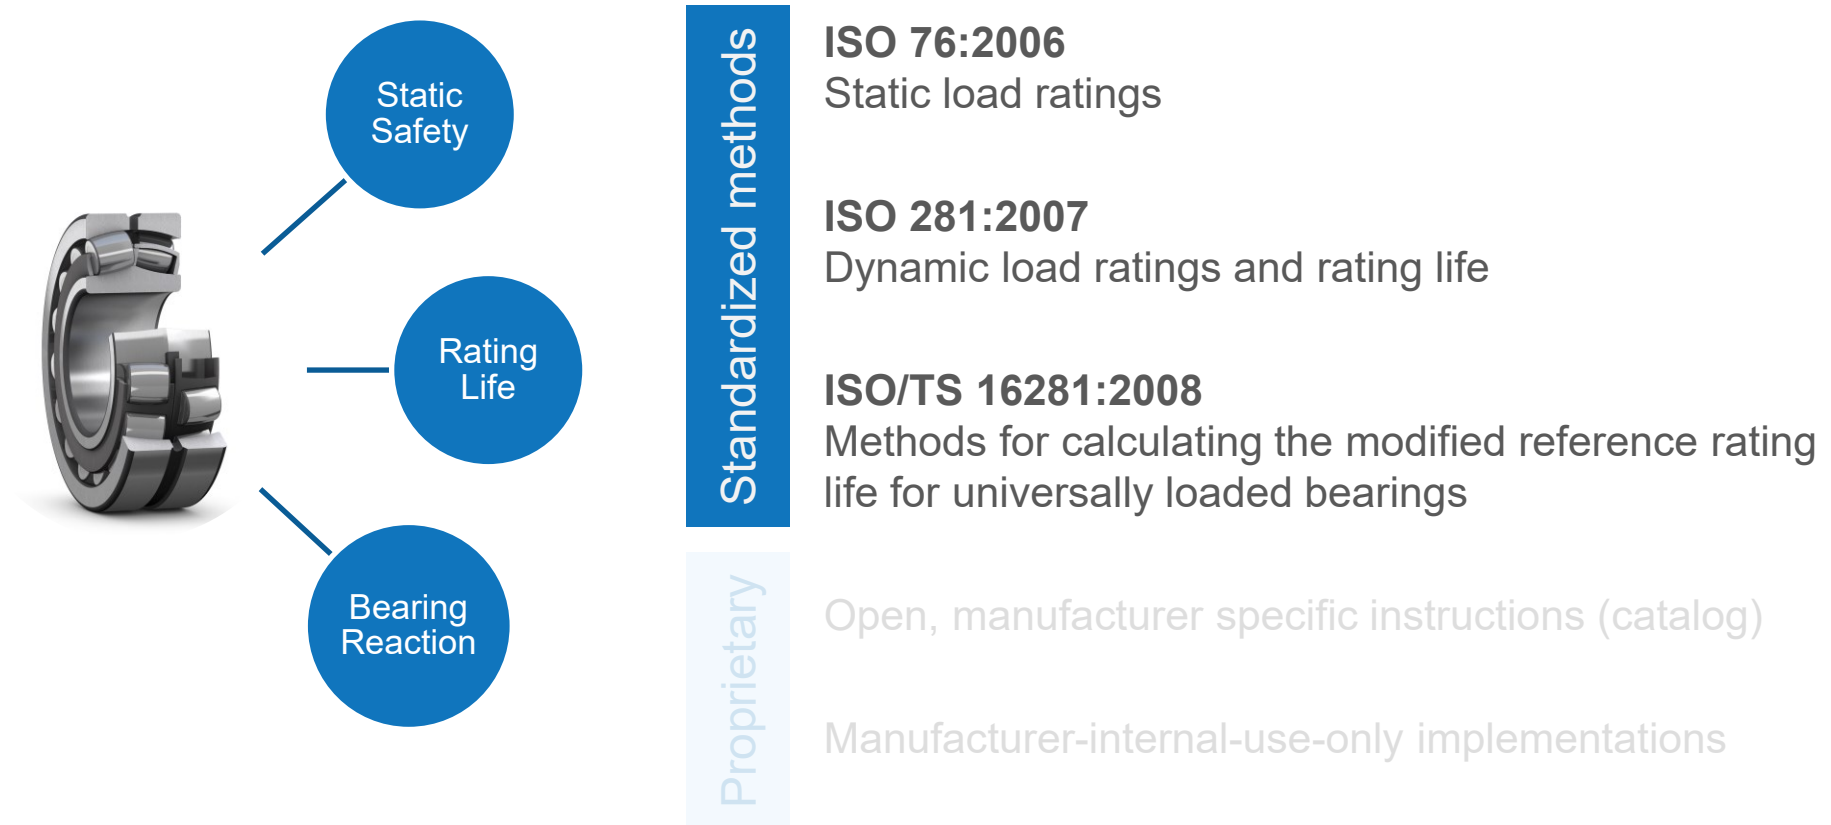 Static
Safety
Rating
Life
Bearing
Reaction
Standardized methods
ISO 76:2006
Static load ratings
ISO 281:2007
Dynamic load ratings and rating life
ISO/TS 16281:2008
Methods for calculating the modified reference rating
life for universally loaded bearings
Proprietary
Open, manufacturer specific instructions (catalog)
Manufacturer-internal-use-only implementations